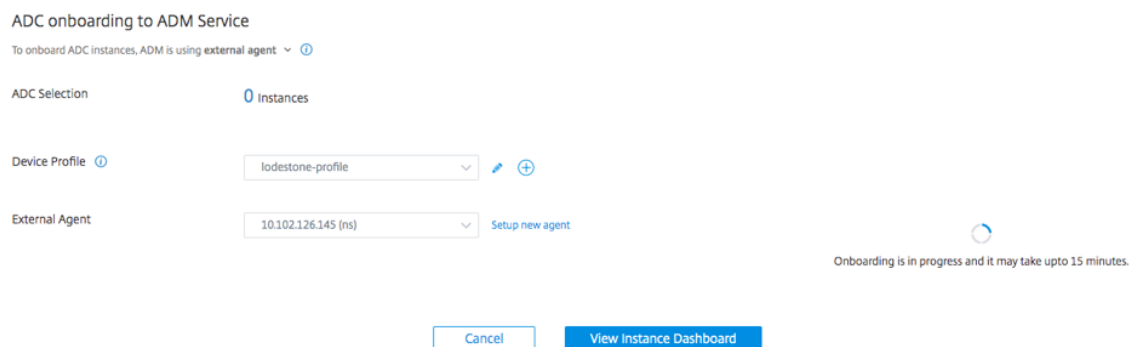 ADC onboarding to ADM Service
To onboard ADC instances, ADM is using external agent
ADC Selection
0 Instances
Device Profile
lodestone-profile
External Agent
10.102.126.145 (ns)
Setup new agent
Onboarding is in progress and it may take upto 15 minutes.
Cancel
View Instance Dashboard